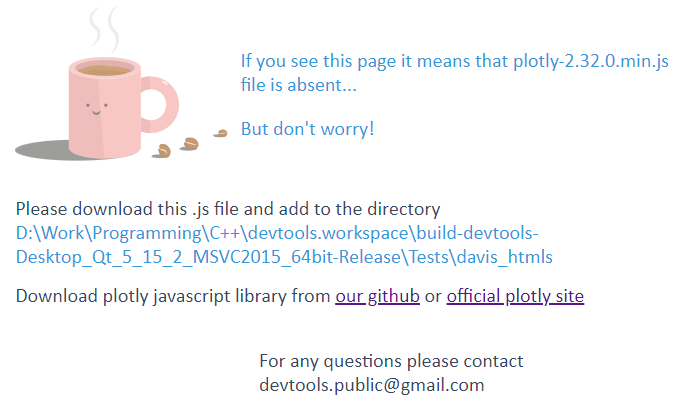 If you see this page it means that plotly-2.32.0.min.js
file is absent...
But don't worry!
Please download this .js file and add to the directory
D:\Work\Programming\C++\devtools.workspace\build-devtools-
Desktop_Qt_5_15_2_MSVC2015_64bit-Release\Tests\davis_htmls
Download plotly javascript library from our github or official plotly site
For any questions please contact
devtools.public@gmail.com